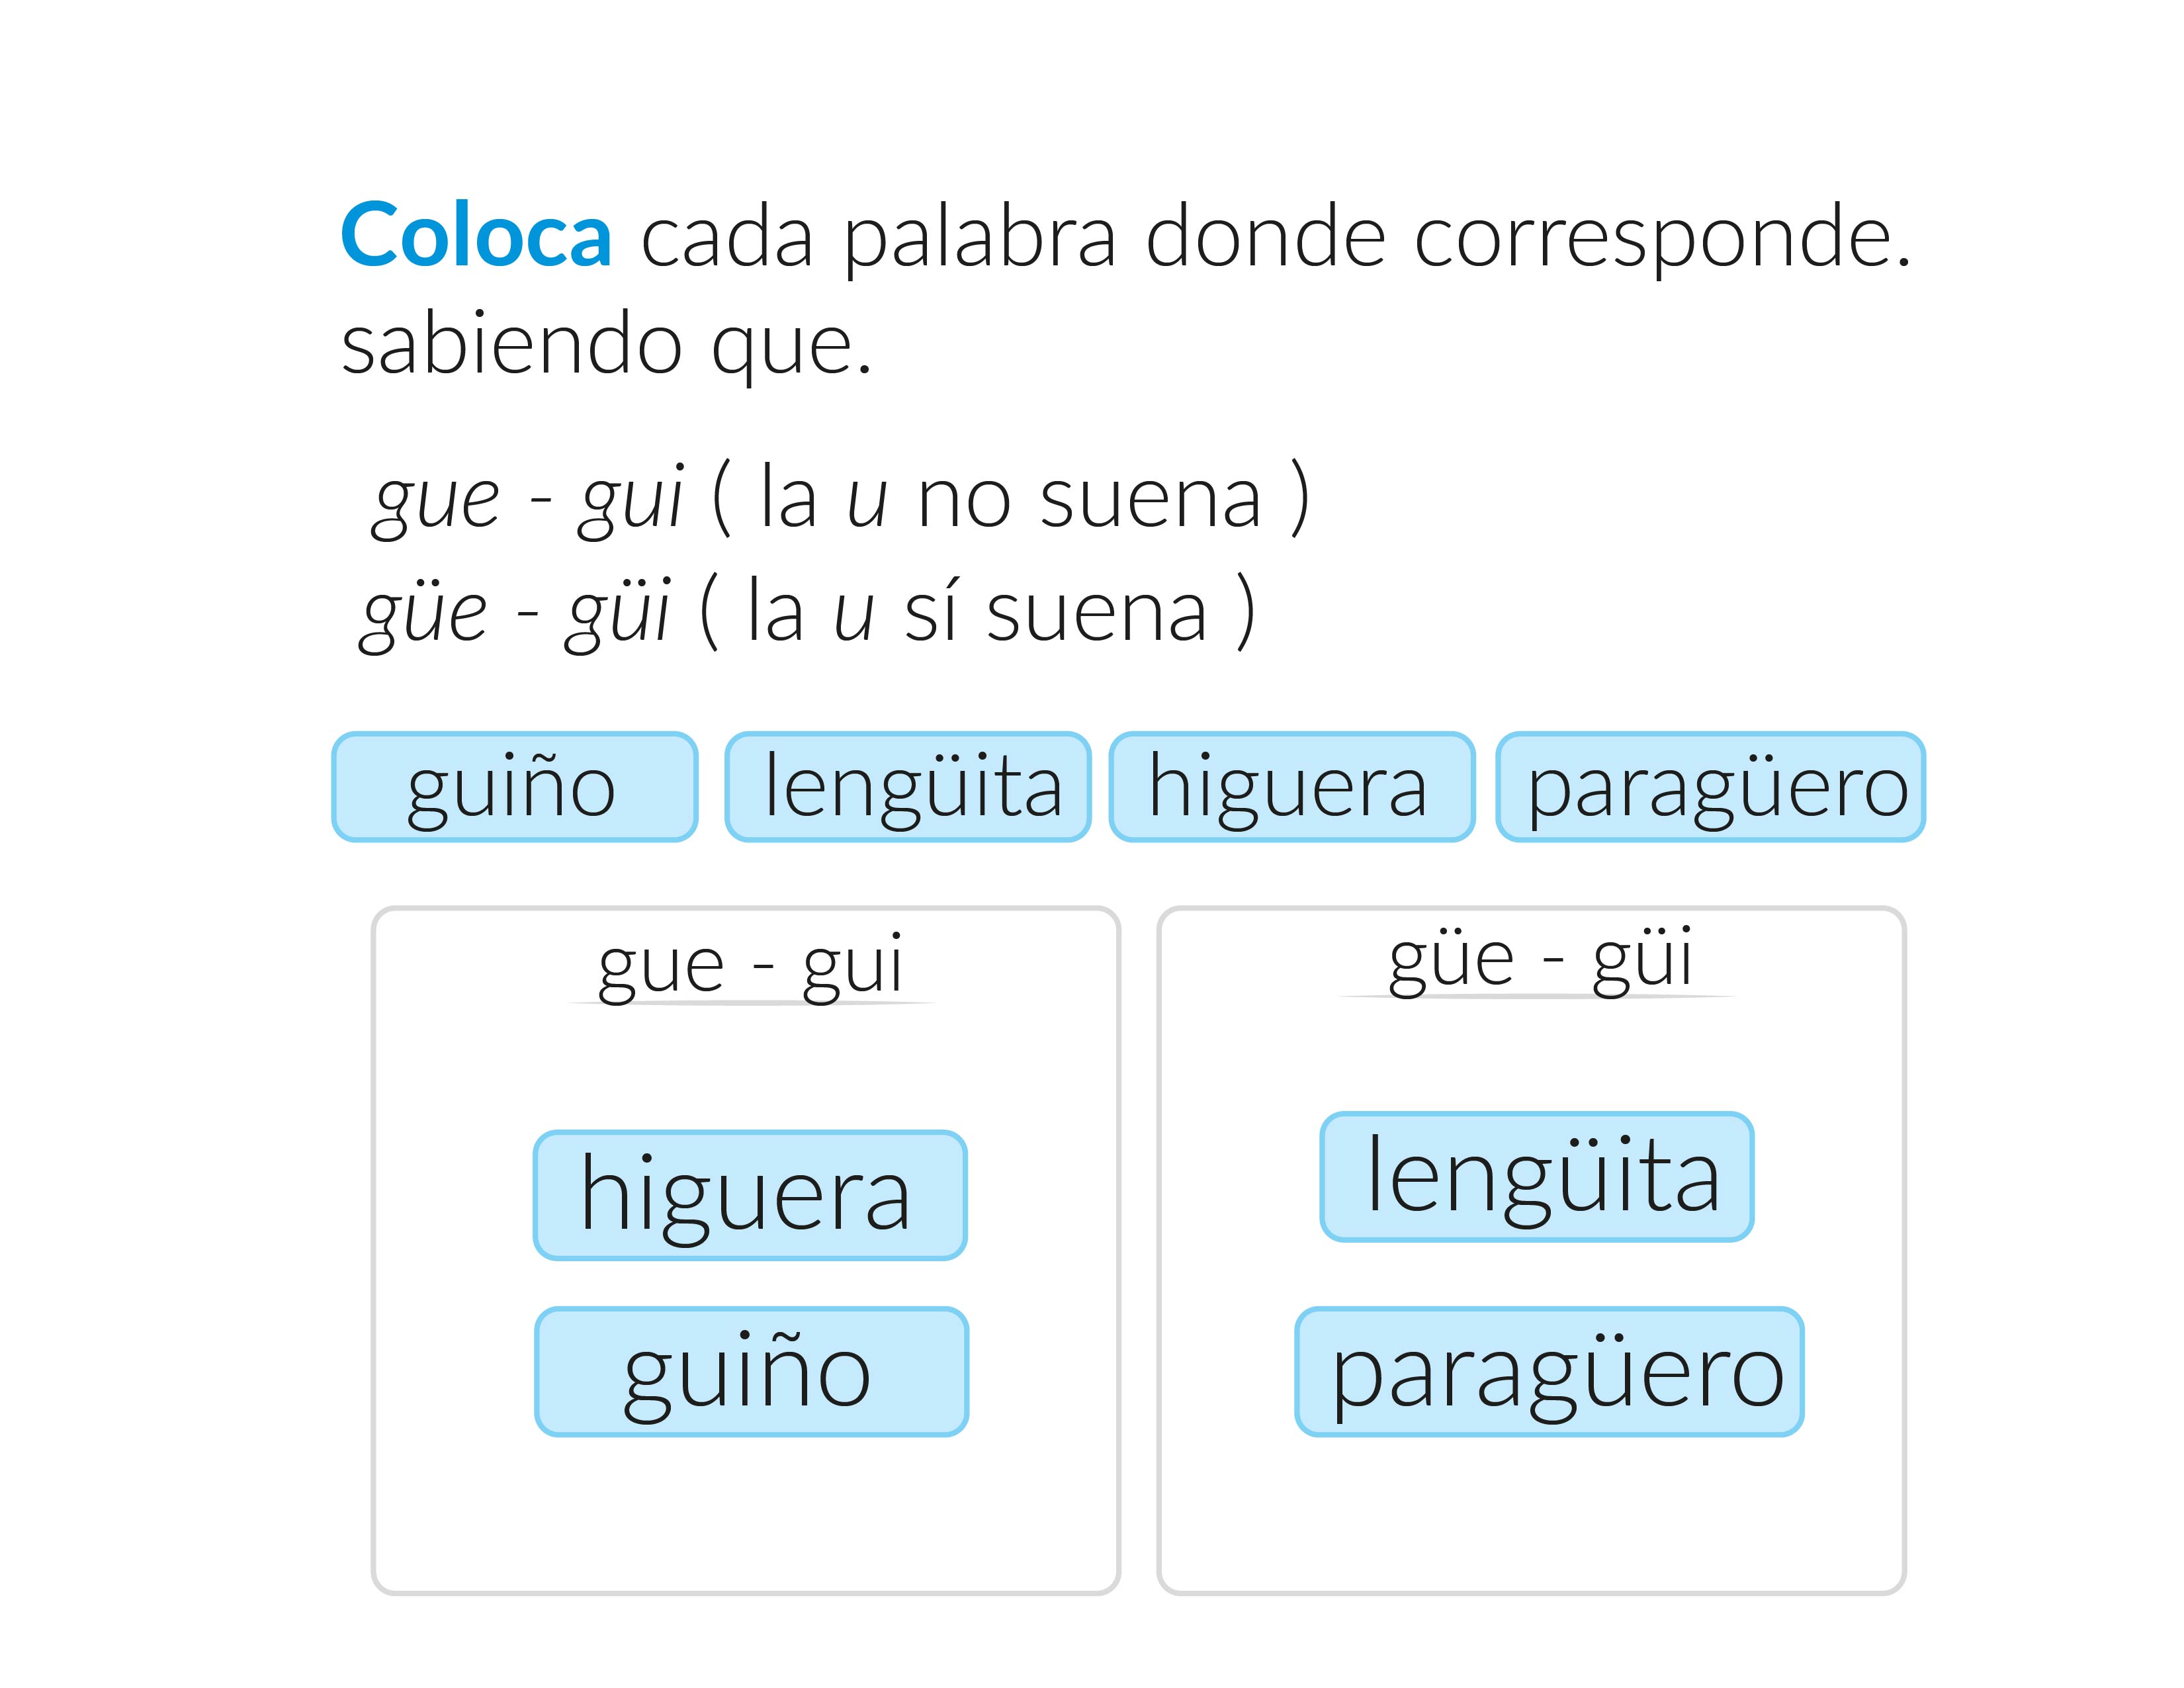 Coloca cada palabra donde corresponde.
sabiendo que.
gue - gui ( la u no suena )
güe - güi ( la u sí suena )
guiño lengüita higuera paragüero
gue - gui güe - güi
higuera lengüita
guiño paragüero